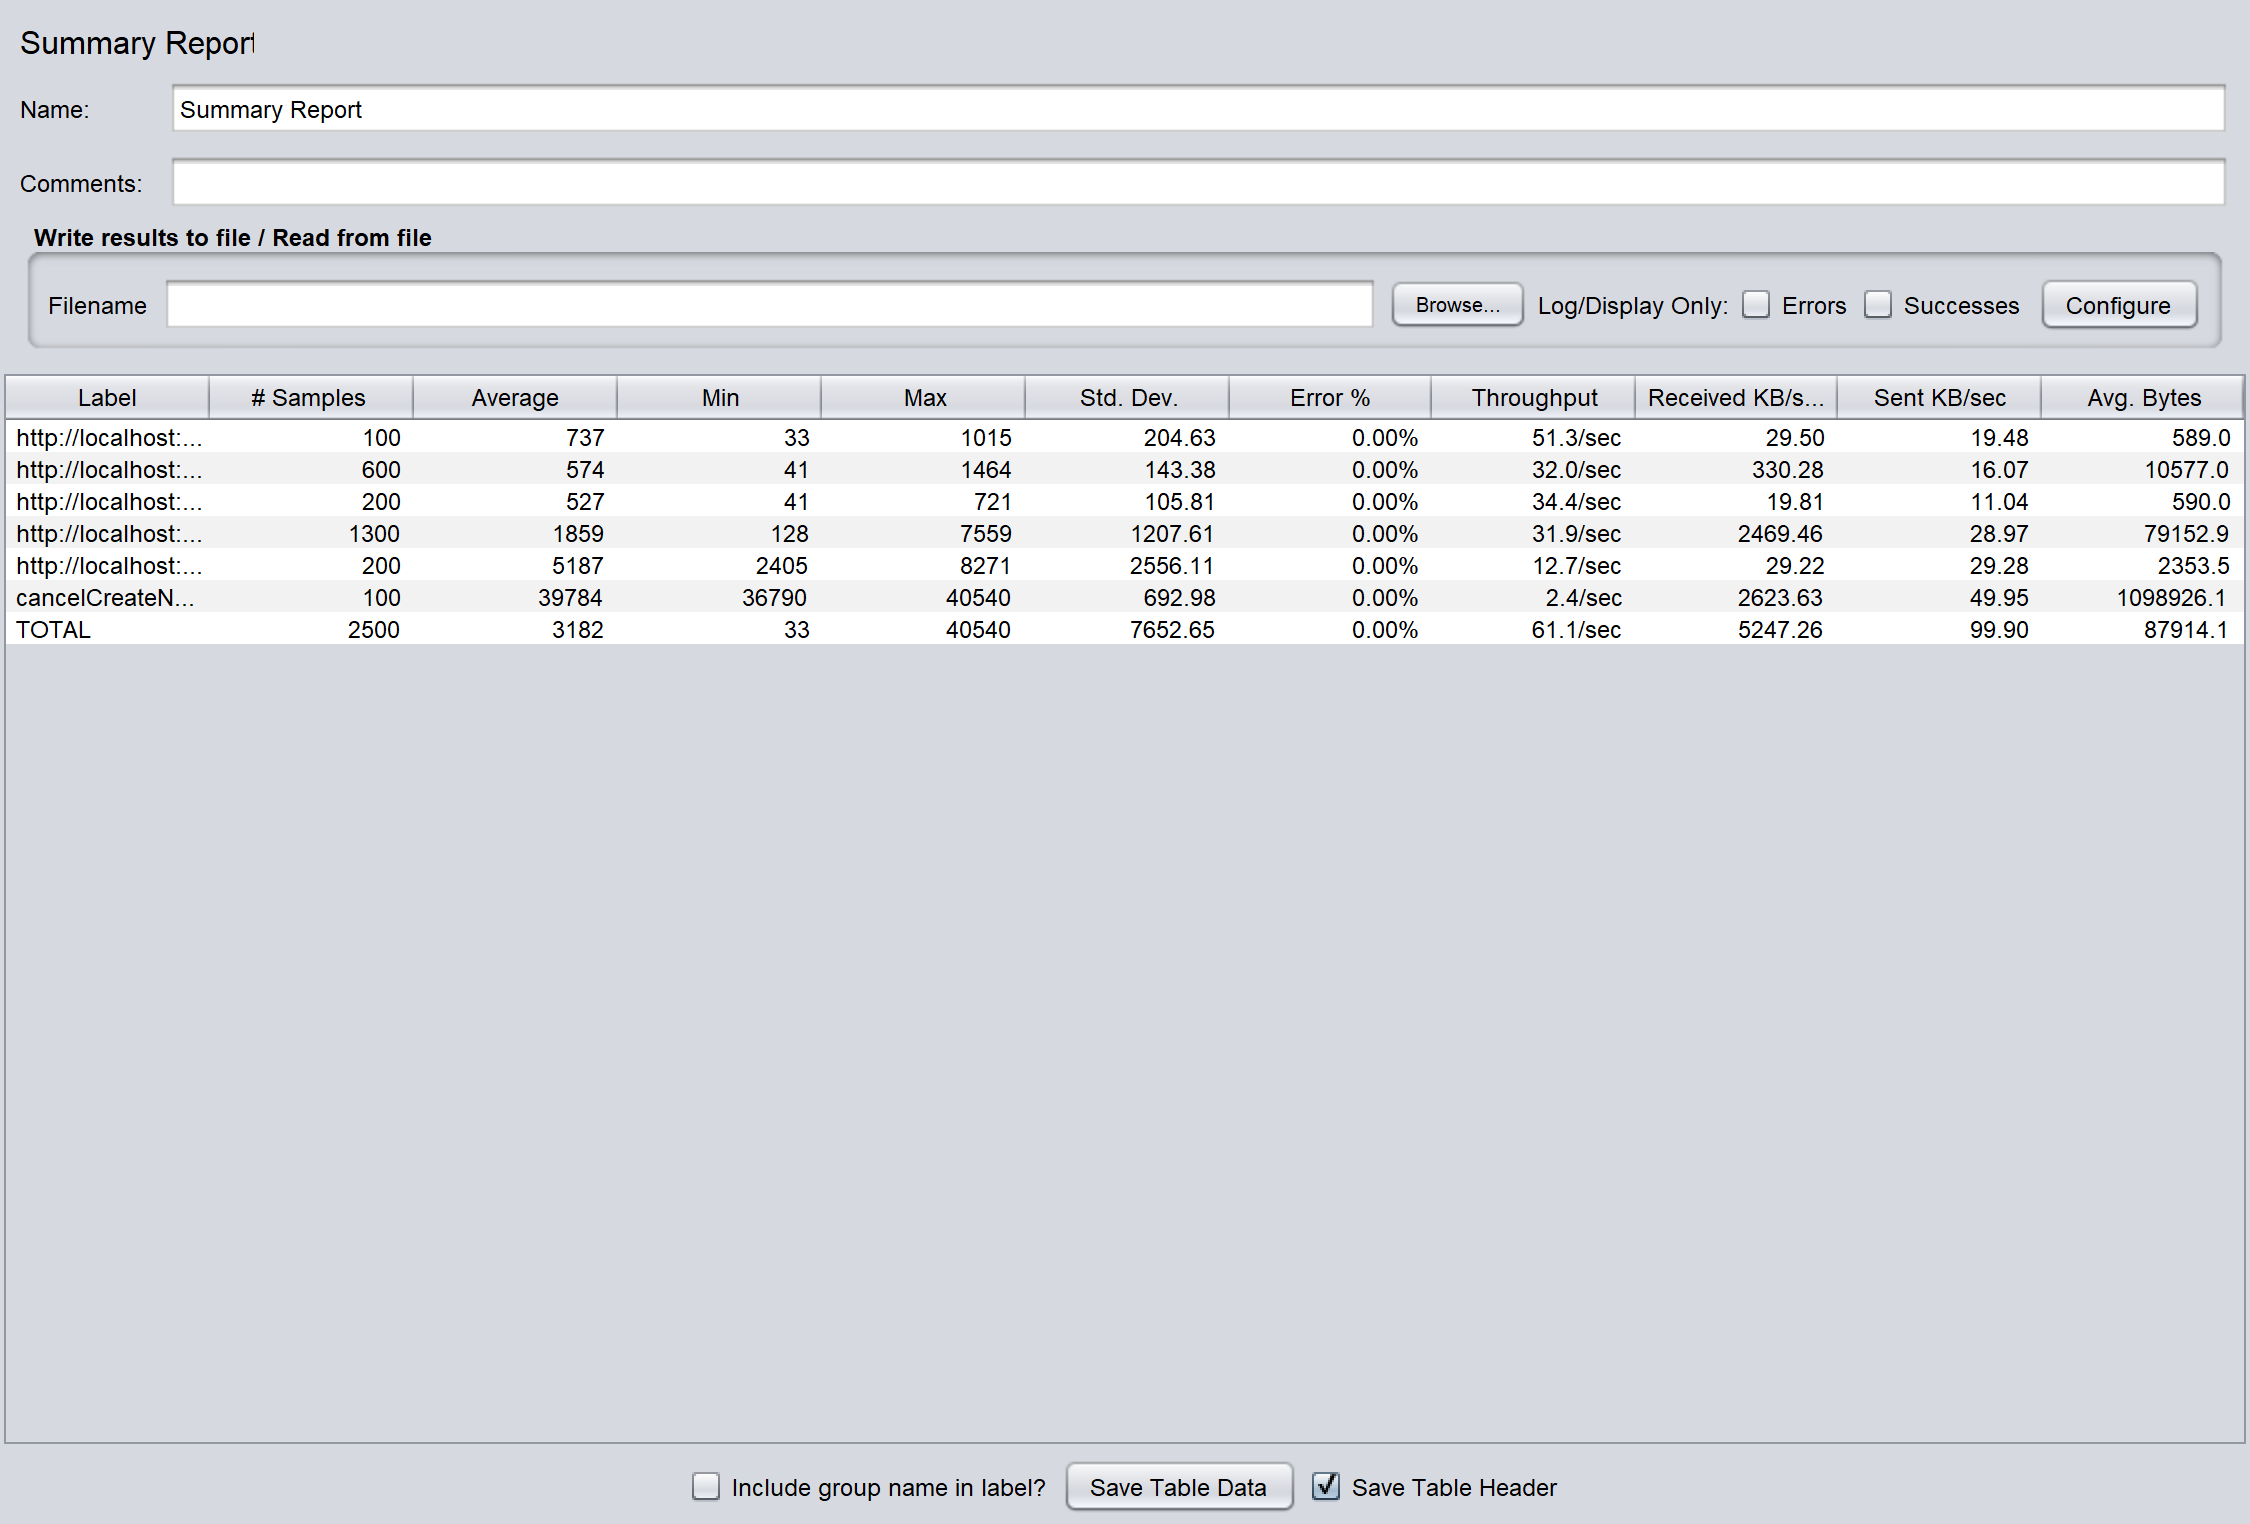 Summary Report
Name: Summary Report
Comments:
Write results to file / Read from file
Filename Browse... Log/Display Only: Errors Successes Configure
Label # Samples Average Min Max Std. Dev. Error % Throughput Received KB/s... Sent KB/sec Avg. Bytes
http://localhost:... 100 737 33 1015 204.63 0.00% 51.3/sec 29.50 19.48 589.0
http://localhost:... 600 574 41 1464 143.38 0.00% 32.0/sec 330.28 16.07 10577.0
http://localhost:... 200 527 41 721 105.81 0.00% 34.4/sec 19.81 11.04 590.0
http://localhost:... 1300 1859 128 7559 1207.61 0.00% 31.9/sec 2469.46 28.97 79152.9
http://localhost:... 200 5187 2405 8271 2556.11 0.00% 12.7/sec 29.22 29.28 2353.5
cancelCreateN... 100 39784 36790 40540 692.98 0.00% 2.4/sec 2623.63 49.95 1098926.1
TOTAL 2500 3182 33 40540 7652.65 0.00% 61.1/sec 5247.26 99.90 87914.1
Include group name in label? Save Table Data Save Table Header